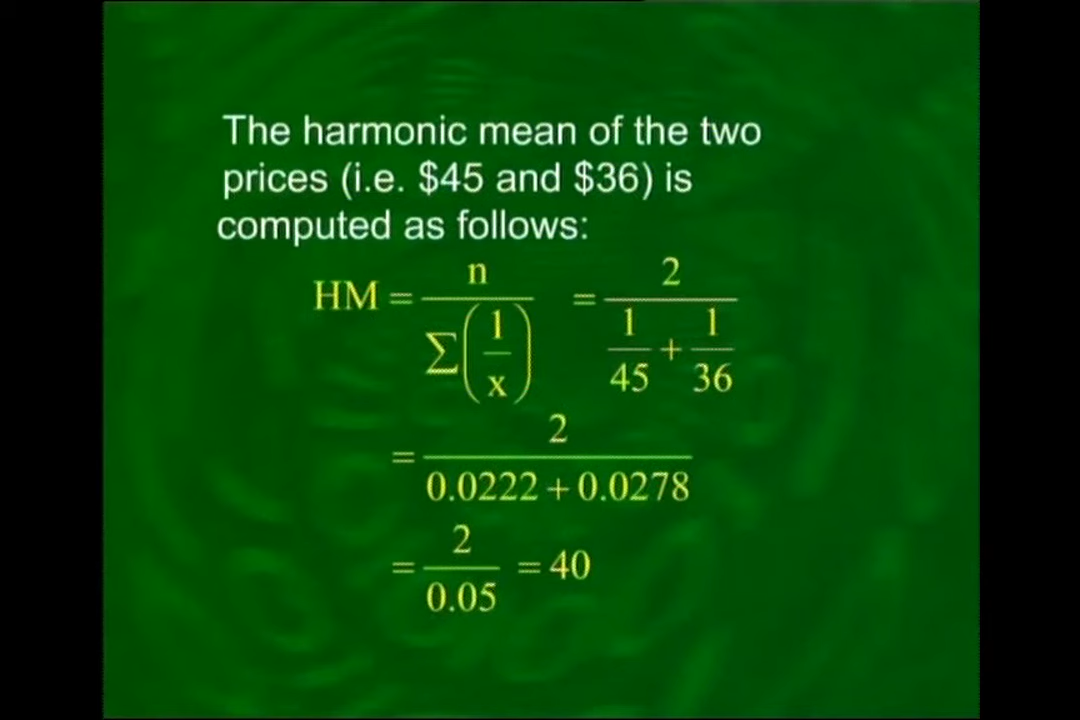 The harmonic mean of the two
prices (i.e. $45 and $36) is
computed as follows:
HM = n / Σ(1/x) = 2 / (1/45 + 1/36)
= 2 / (0.0222 + 0.0278)
= 2 / 0.05 = 40